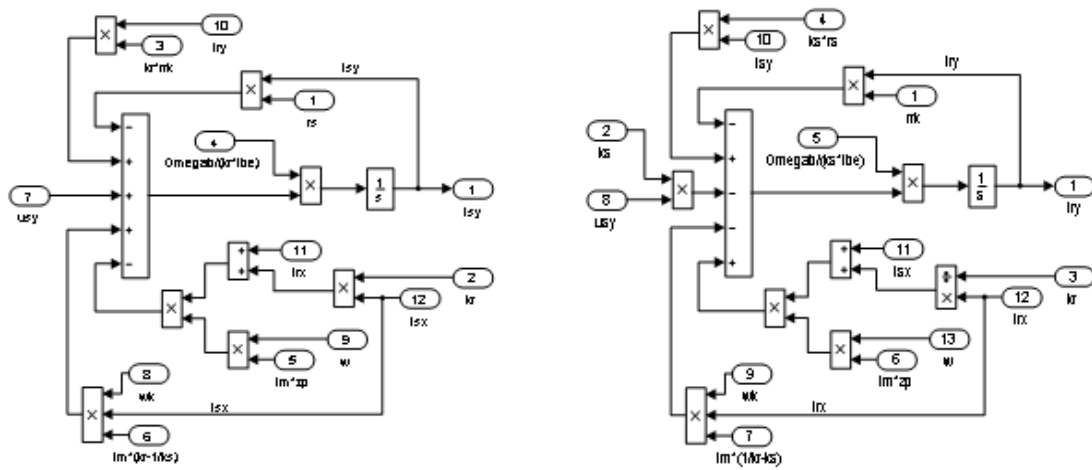 10
Iry
3
kr*rrk
Isy
1
rs
4
Omegab/(kr*lbe)
7
usy
1
s
1
Isy
11
Irx
2
kr
12
Isx
9
w
5
lm*zp
8
wk
Isx
6
lm*(kr-1/ks)
4
ks*rs
10
Isy
Iry
1
rrk
2
ks
5
Omegab/(ks*lbe)
8
usy
1
s
1
Iry
11
Isx
3
kr
12
Irx
13
w
6
lm*zp
9
wk
Irx
7
lm*(1/kr-ks)